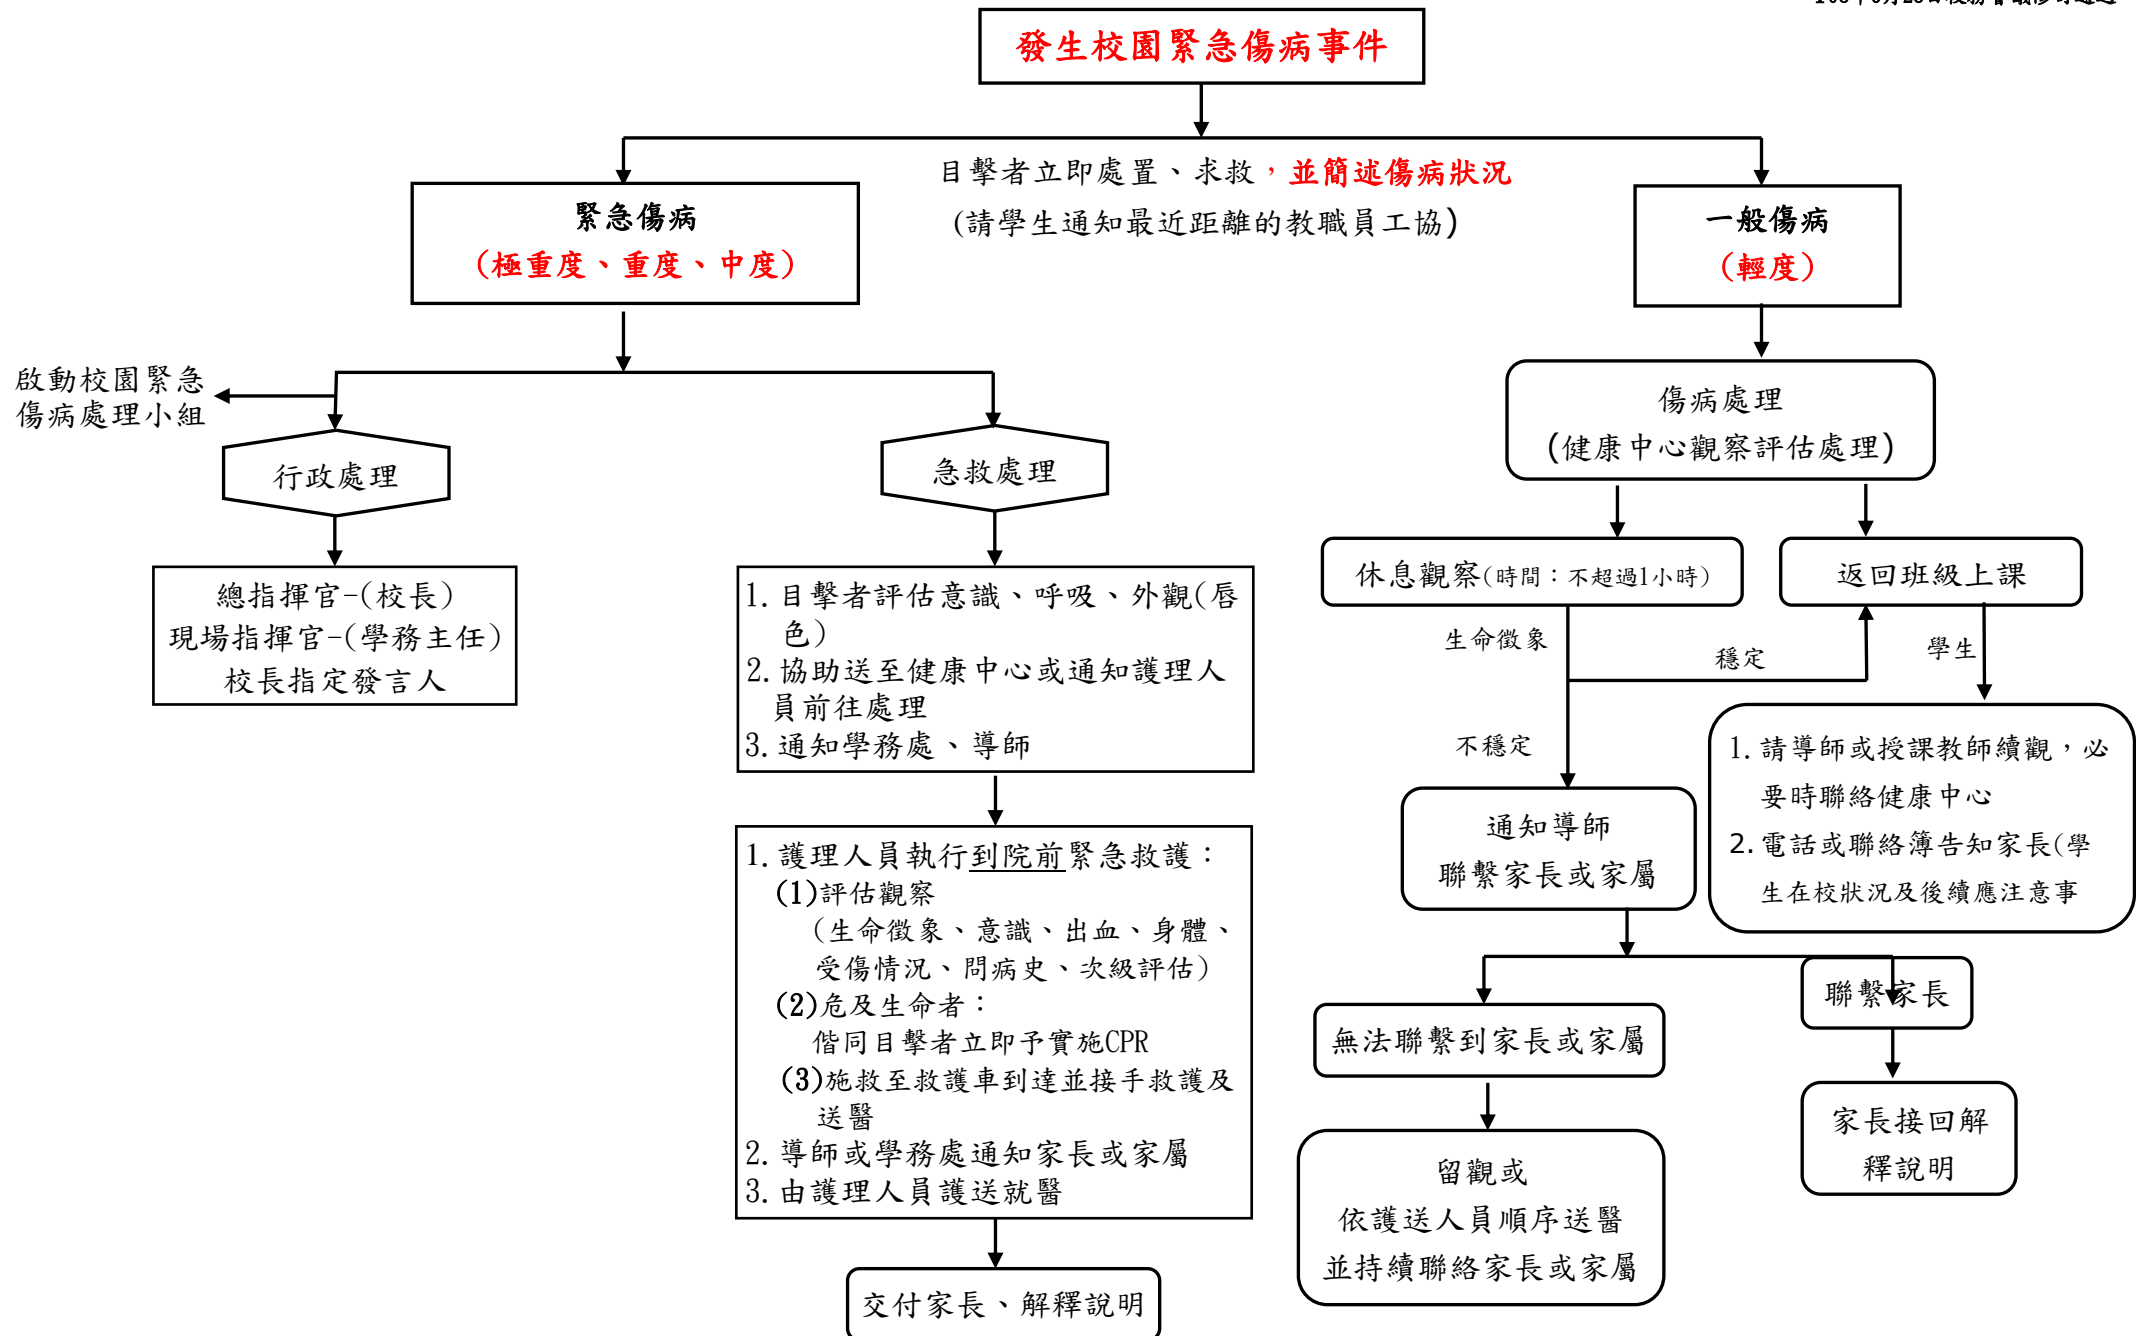 發生校園緊急傷病事件
目擊者立即處置、求救，並簡述傷病狀況
(請學生通知最近距離的教職員工協)
緊急傷病
(極重度、重度、中度)
一般傷病
(輕度)
啟動校園緊急
傷病處理小組
行政處理
急救處理
總指揮官-(校長)
現場指揮官-(學務主任)
校長指定發言人
1.目擊者評估意識、呼吸、外觀(唇
色)
2.協助送至健康中心或通知護理人
員前往處理
3.通知學務處、導師
1.護理人員執行到院前緊急救護：
(1)評估觀察
(生命徵象、意識、出血、身體、
受傷情況、問病史、次級評估)
(2)危及生命者：
偕同目擊者立即予實施CPR
(3)施救至救護車到達並接手救護及
送醫
2.導師或學務處通知家長或家屬
3.由護理人員護送就醫
交付家長、解釋說明
傷病處理
(健康中心觀察評估處理)
休息觀察(時間：不超過1小時)
返回班級上課
生命徵象
穩定
學生
不穩定
通知導師
聯繫家長或家屬
1.請導師或授課教師續觀，必
要時聯絡健康中心
2.電話或聯絡簿告知家長(學
生在校狀況及後續應注意事
無法聯繫到家長或家屬
聯繫家長
留觀或
依護送人員順序送醫
並持續聯絡家長或家屬
家長接回解
釋說明